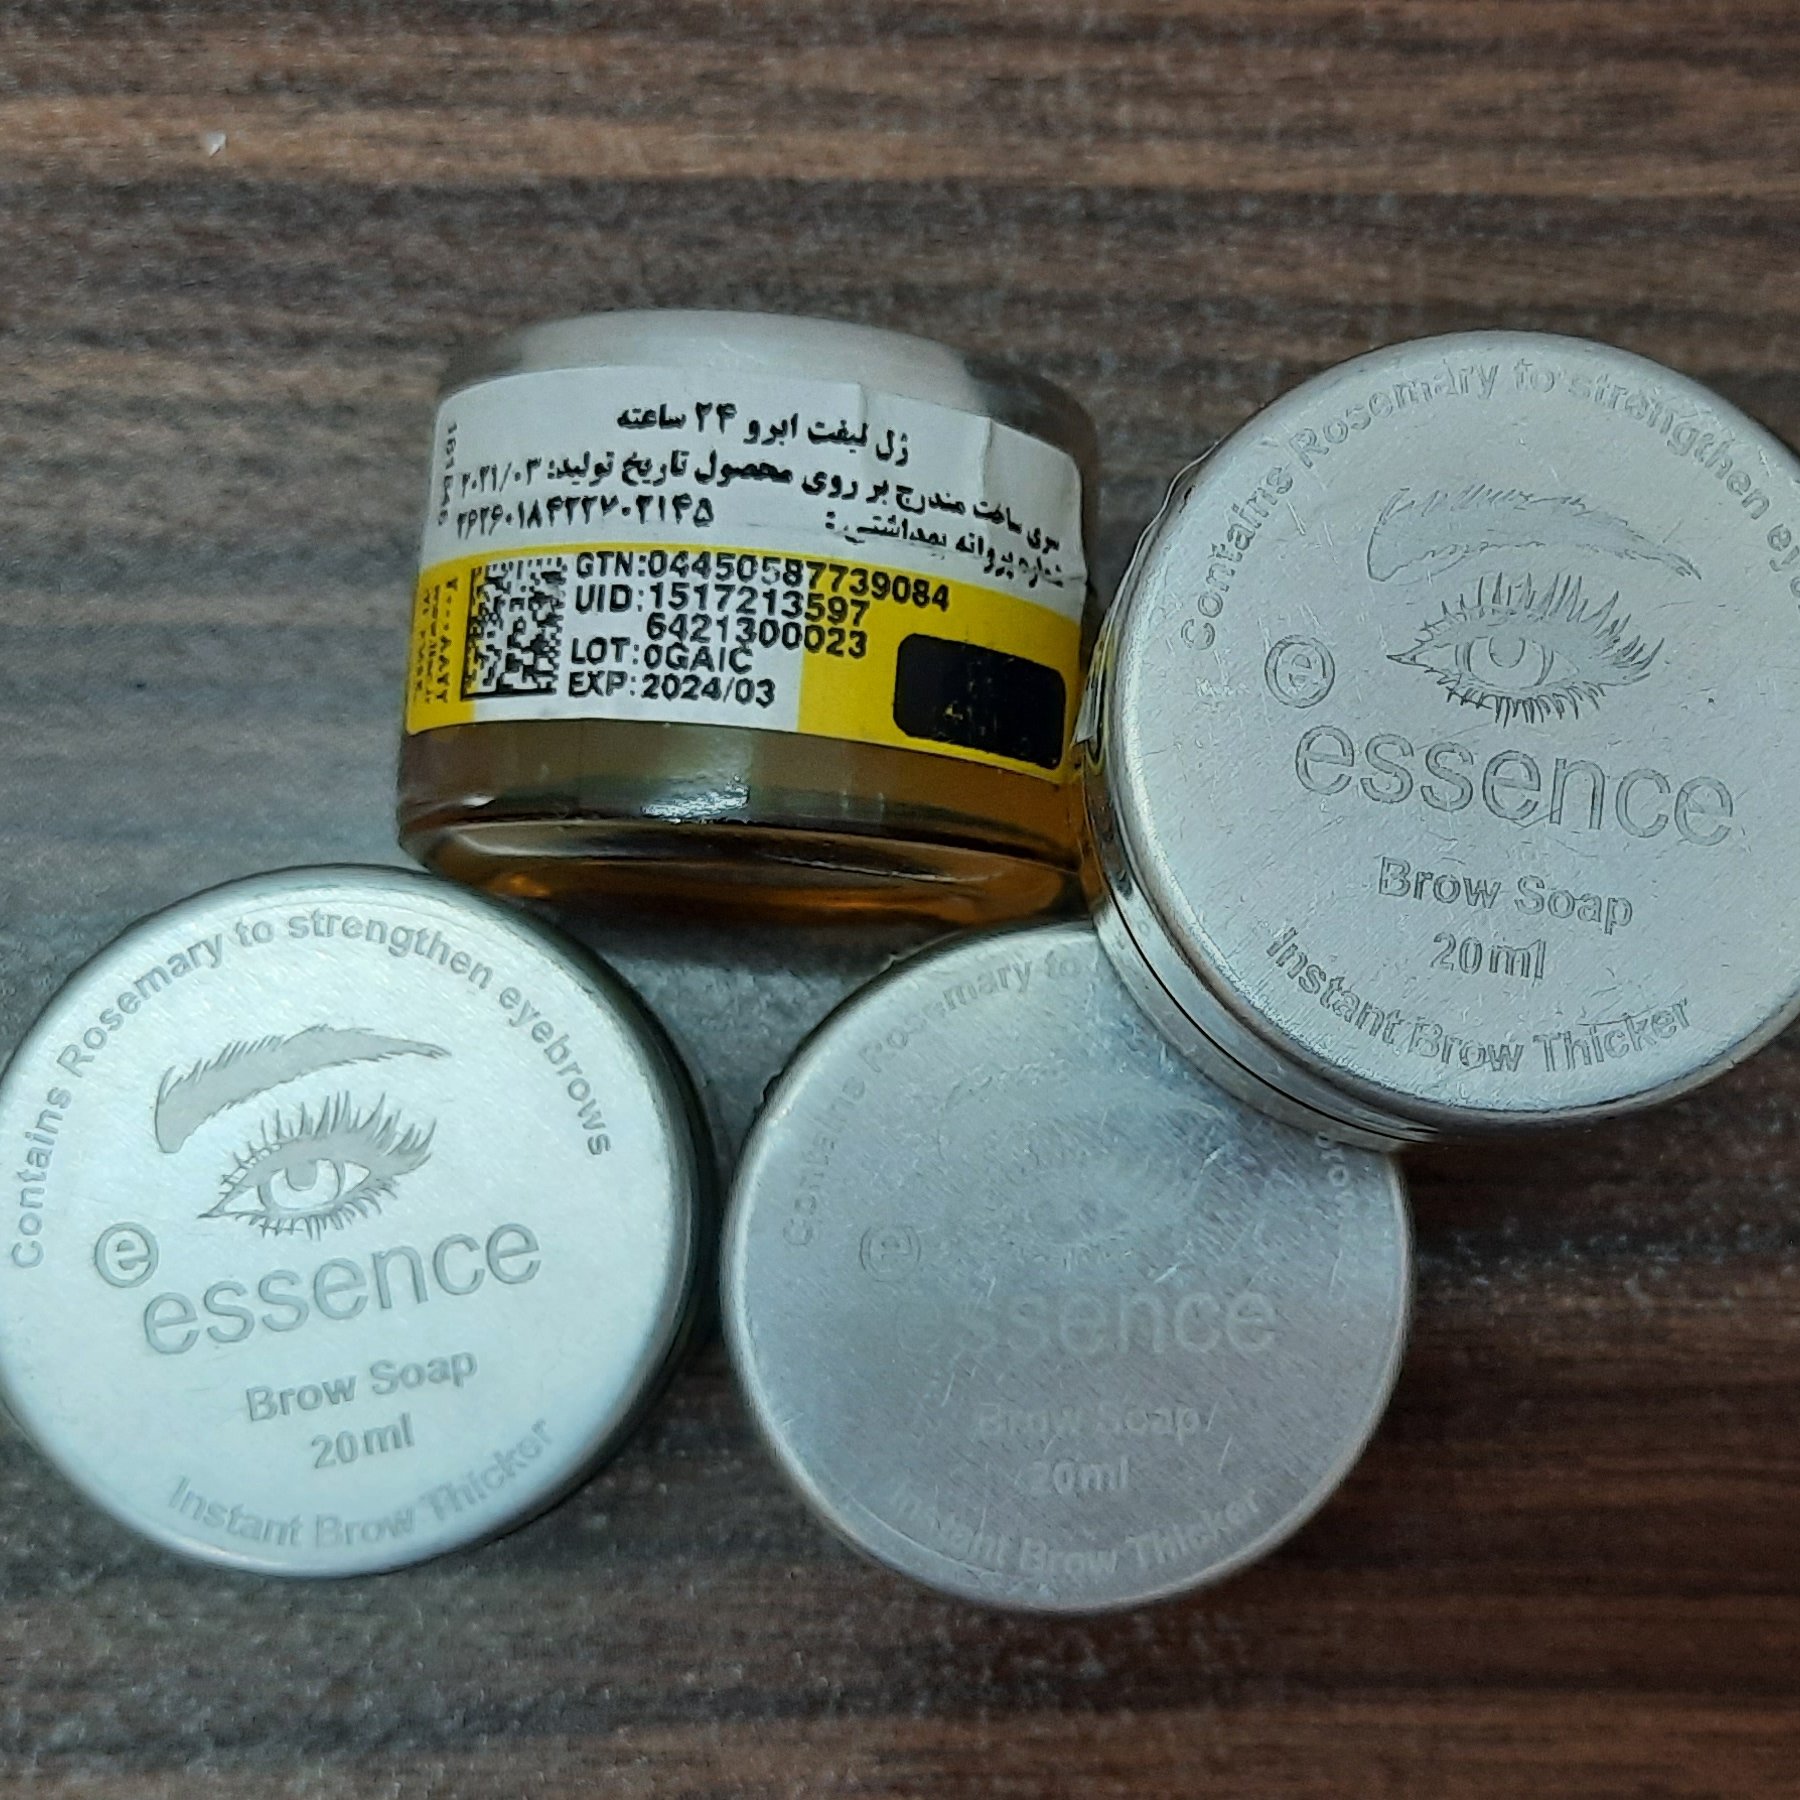 ژل لیفت ابرو ۲۴ ساعته
سری ساخت مندرج بر روی محصول تاریخ تولید: ۲۰۲۱/۰۳
شماره پروانه بهداشتی:
GTN:04450587739084
UID:1517213597
6421300023
LOT:0GAIC
EXP:2024/03
Contains Rosemary to strengthen
e
essence
Brow Soap
20ml
Instant Brow Thicker
Contains Rosemary to strengthen eyebrows
e
essence
Brow Soap
20ml
Instant Brow Thicker
Contains Rosemary to
e
ssence
Brow Soap
20ml
Instant Brow Thicker